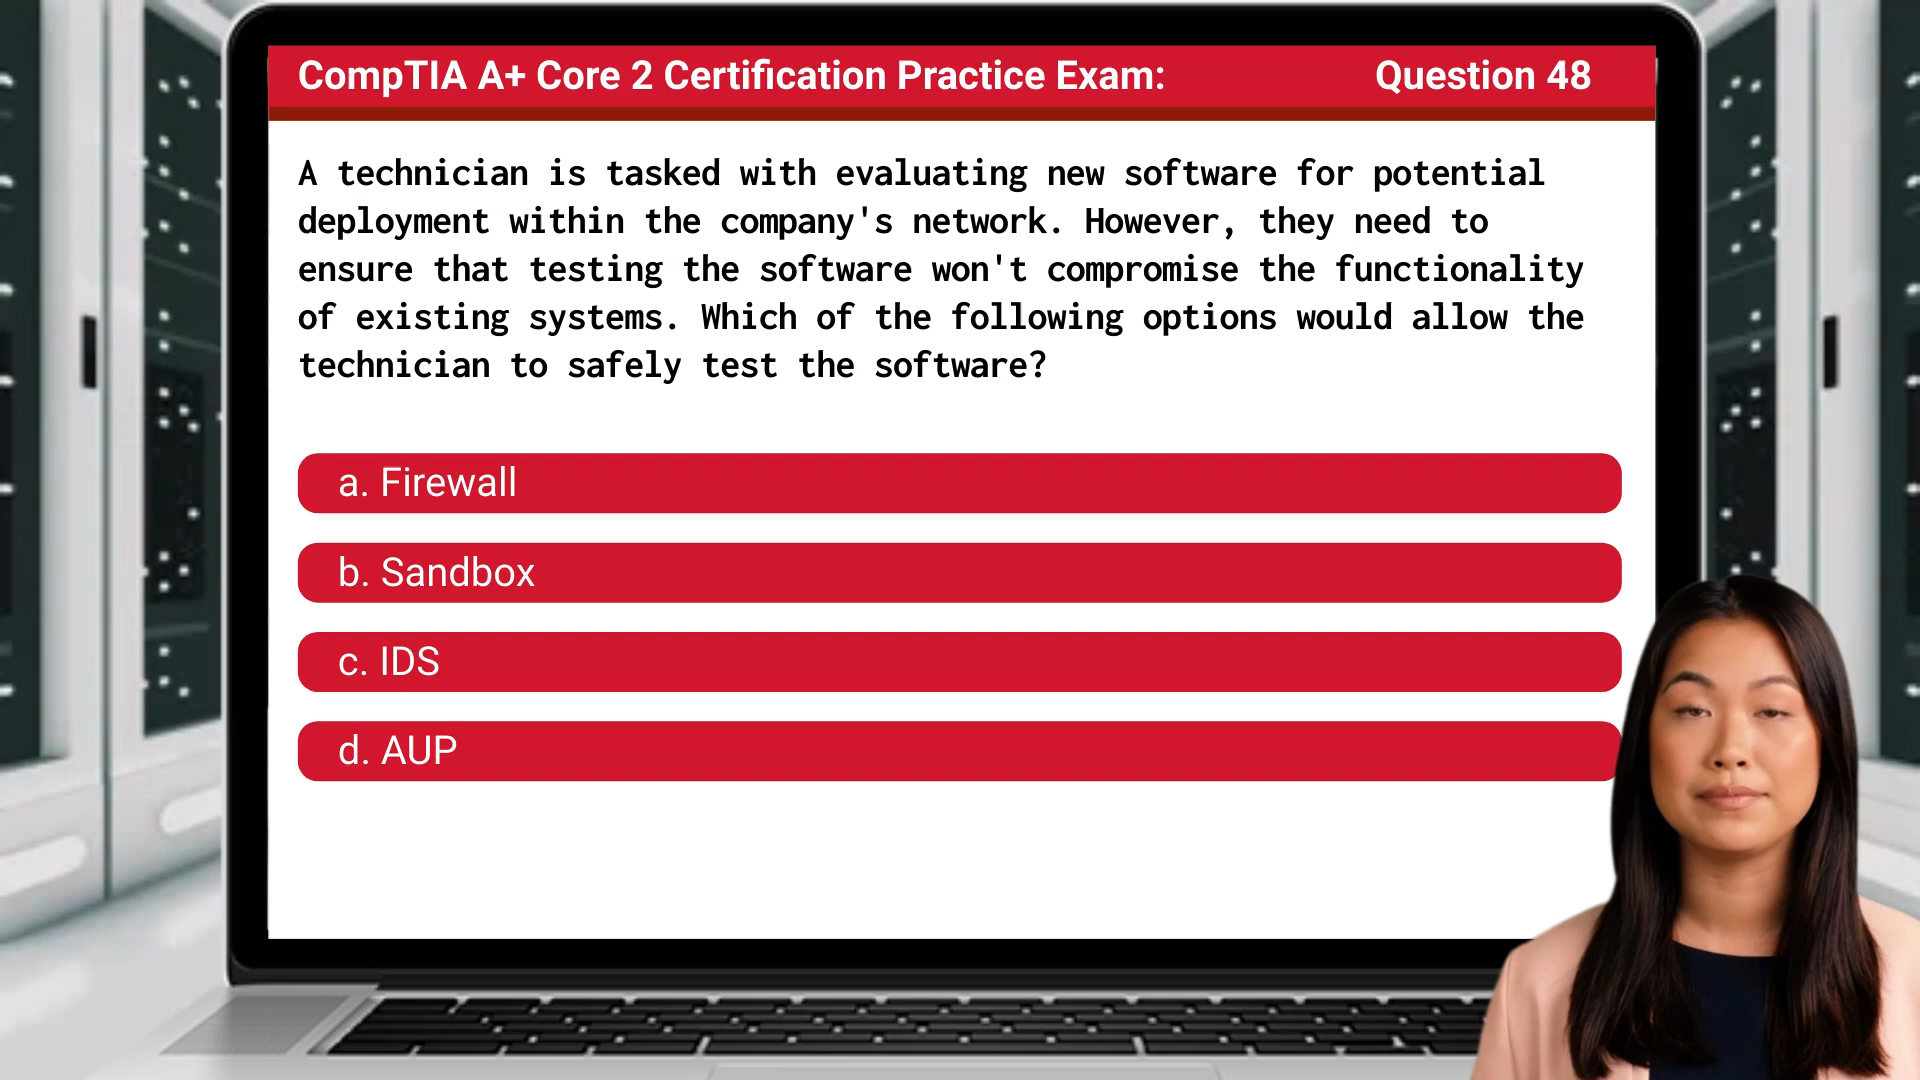 CompTIA A+ Core 2 Certification Practice Exam: Question 48
A technician is tasked with evaluating new software for potential
deployment within the company's network. However, they need to
ensure that testing the software won't compromise the functionality
of existing systems. Which of the following options would allow the
technician to safely test the software?
a. Firewall
b. Sandbox
c. IDS
d. AUP